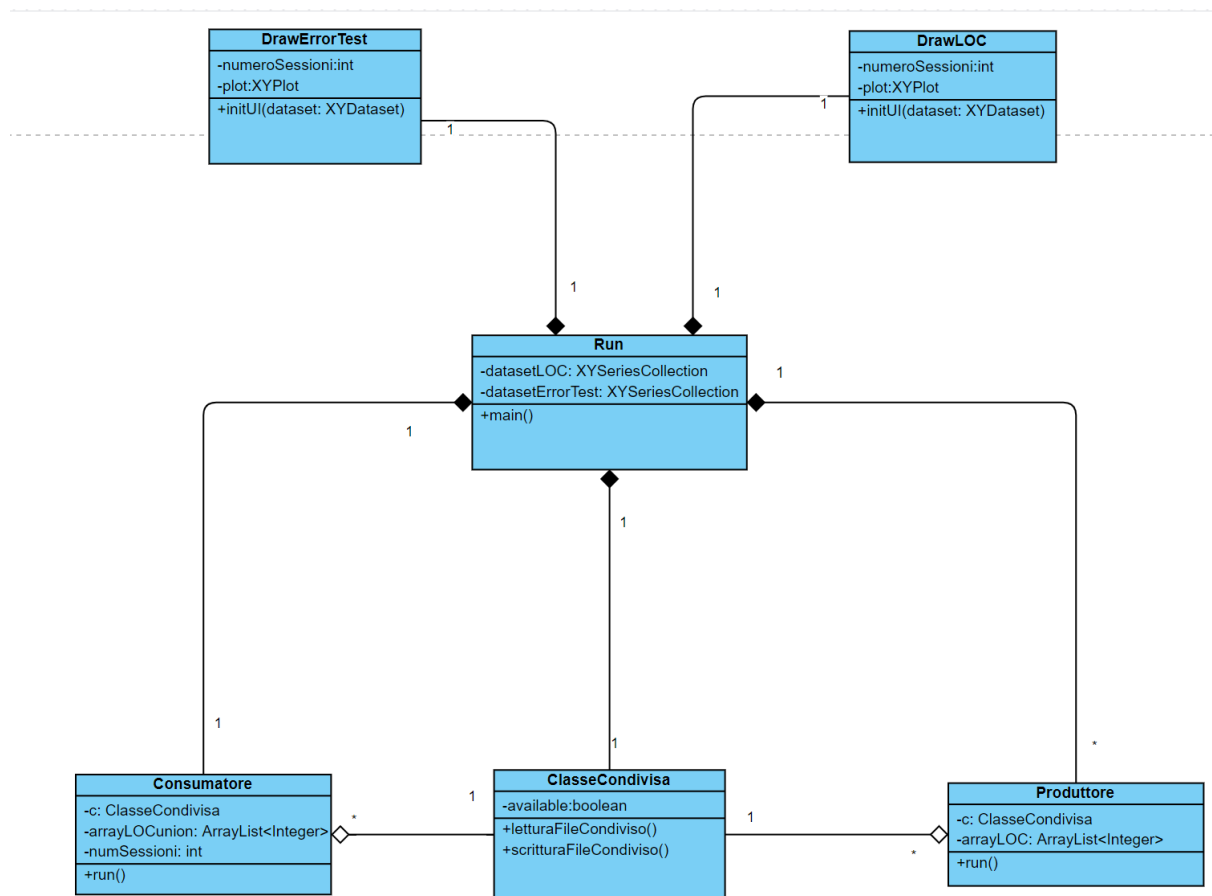 DrawErrorTest
-numeroSessioni:int
-plot:XYPlot
+initUI(dataset: XYDataset)
1
DrawLOC
-numeroSessioni:int
-plot:XYPlot
+initUI(dataset: XYDataset)
1
1
1
Run
-datasetLOC: XYSeriesCollection
-datasetErrorTest: XYSeriesCollection
+main()
1
1
1
1
*
1
Consumatore
-c: ClasseCondivisa
-arrayLOCunion: ArrayList<Integer>
-numSessioni: int
+run()
*
1
ClasseCondivisa
-available:boolean
+letturaFileCondiviso()
+scritturaFileCondiviso()
1
*
Produttore
-c: ClasseCondivisa
-arrayLOC: ArrayList<Integer>
+run()